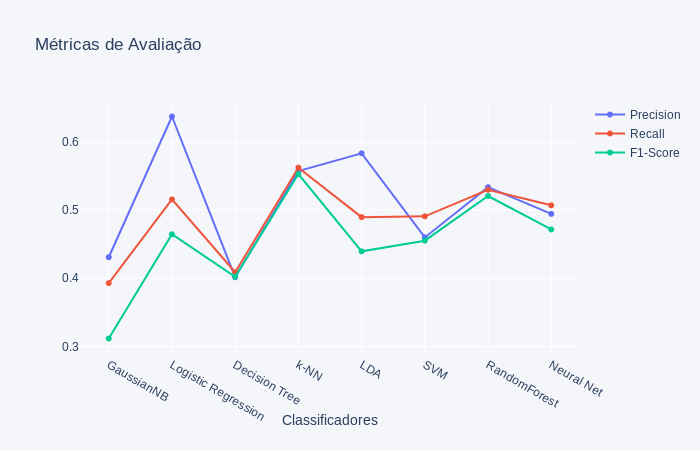 Métricas de Avaliação
Precision
Recall
F1-Score
0.6
0.5
0.4
0.3
GaussianNB
Logistic Regression
Decision Tree
k-NN
LDA
SVM
RandomForest
Neural Net
Classificadores